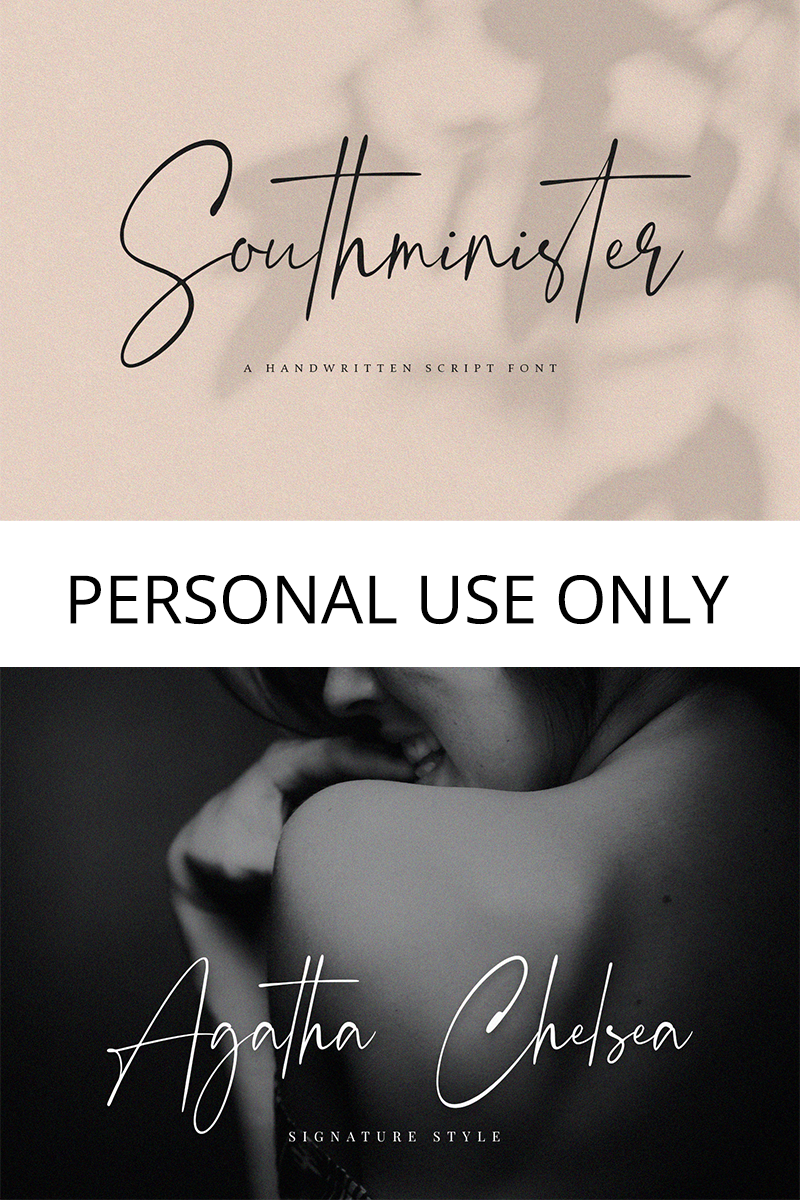 Southminister
A HANDWRITTEN SCRIPT FONT
PERSONAL USE ONLY
Agatha Chelsea
SIGNATURE STYLE